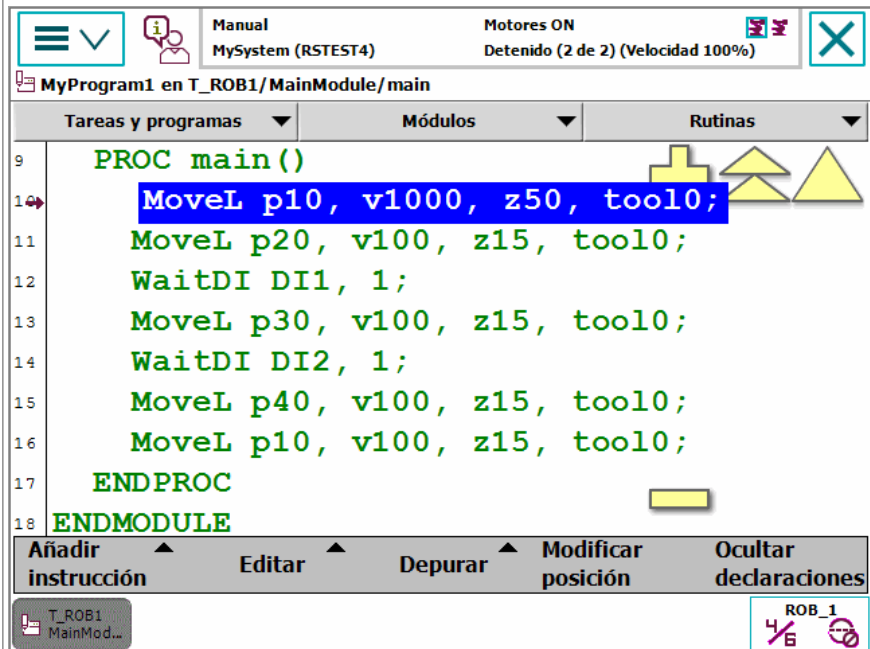 Manual
MySystem (RSTEST4)
Motores ON
Detenido (2 de 2) (Velocidad 100%)
MyProgram1 en T_ROB1/MainModule/main
Tareas y programas Módulos Rutinas
9 PROC main()
10 MoveL p10, v1000, z50, tool0;
11 MoveL p20, v100, z15, tool0;
12 WaitDI DI1, 1;
13 MoveL p30, v100, z15, tool0;
14 WaitDI DI2, 1;
15 MoveL p40, v100, z15, tool0;
16 MoveL p10, v100, z15, tool0;
17 ENDPROC
18 ENDMODULE
Añadir instrucción
Editar
Depurar
Modificar posición
Ocultar declaraciones
T_ROB1
MainMod...
ROB_1
4/6